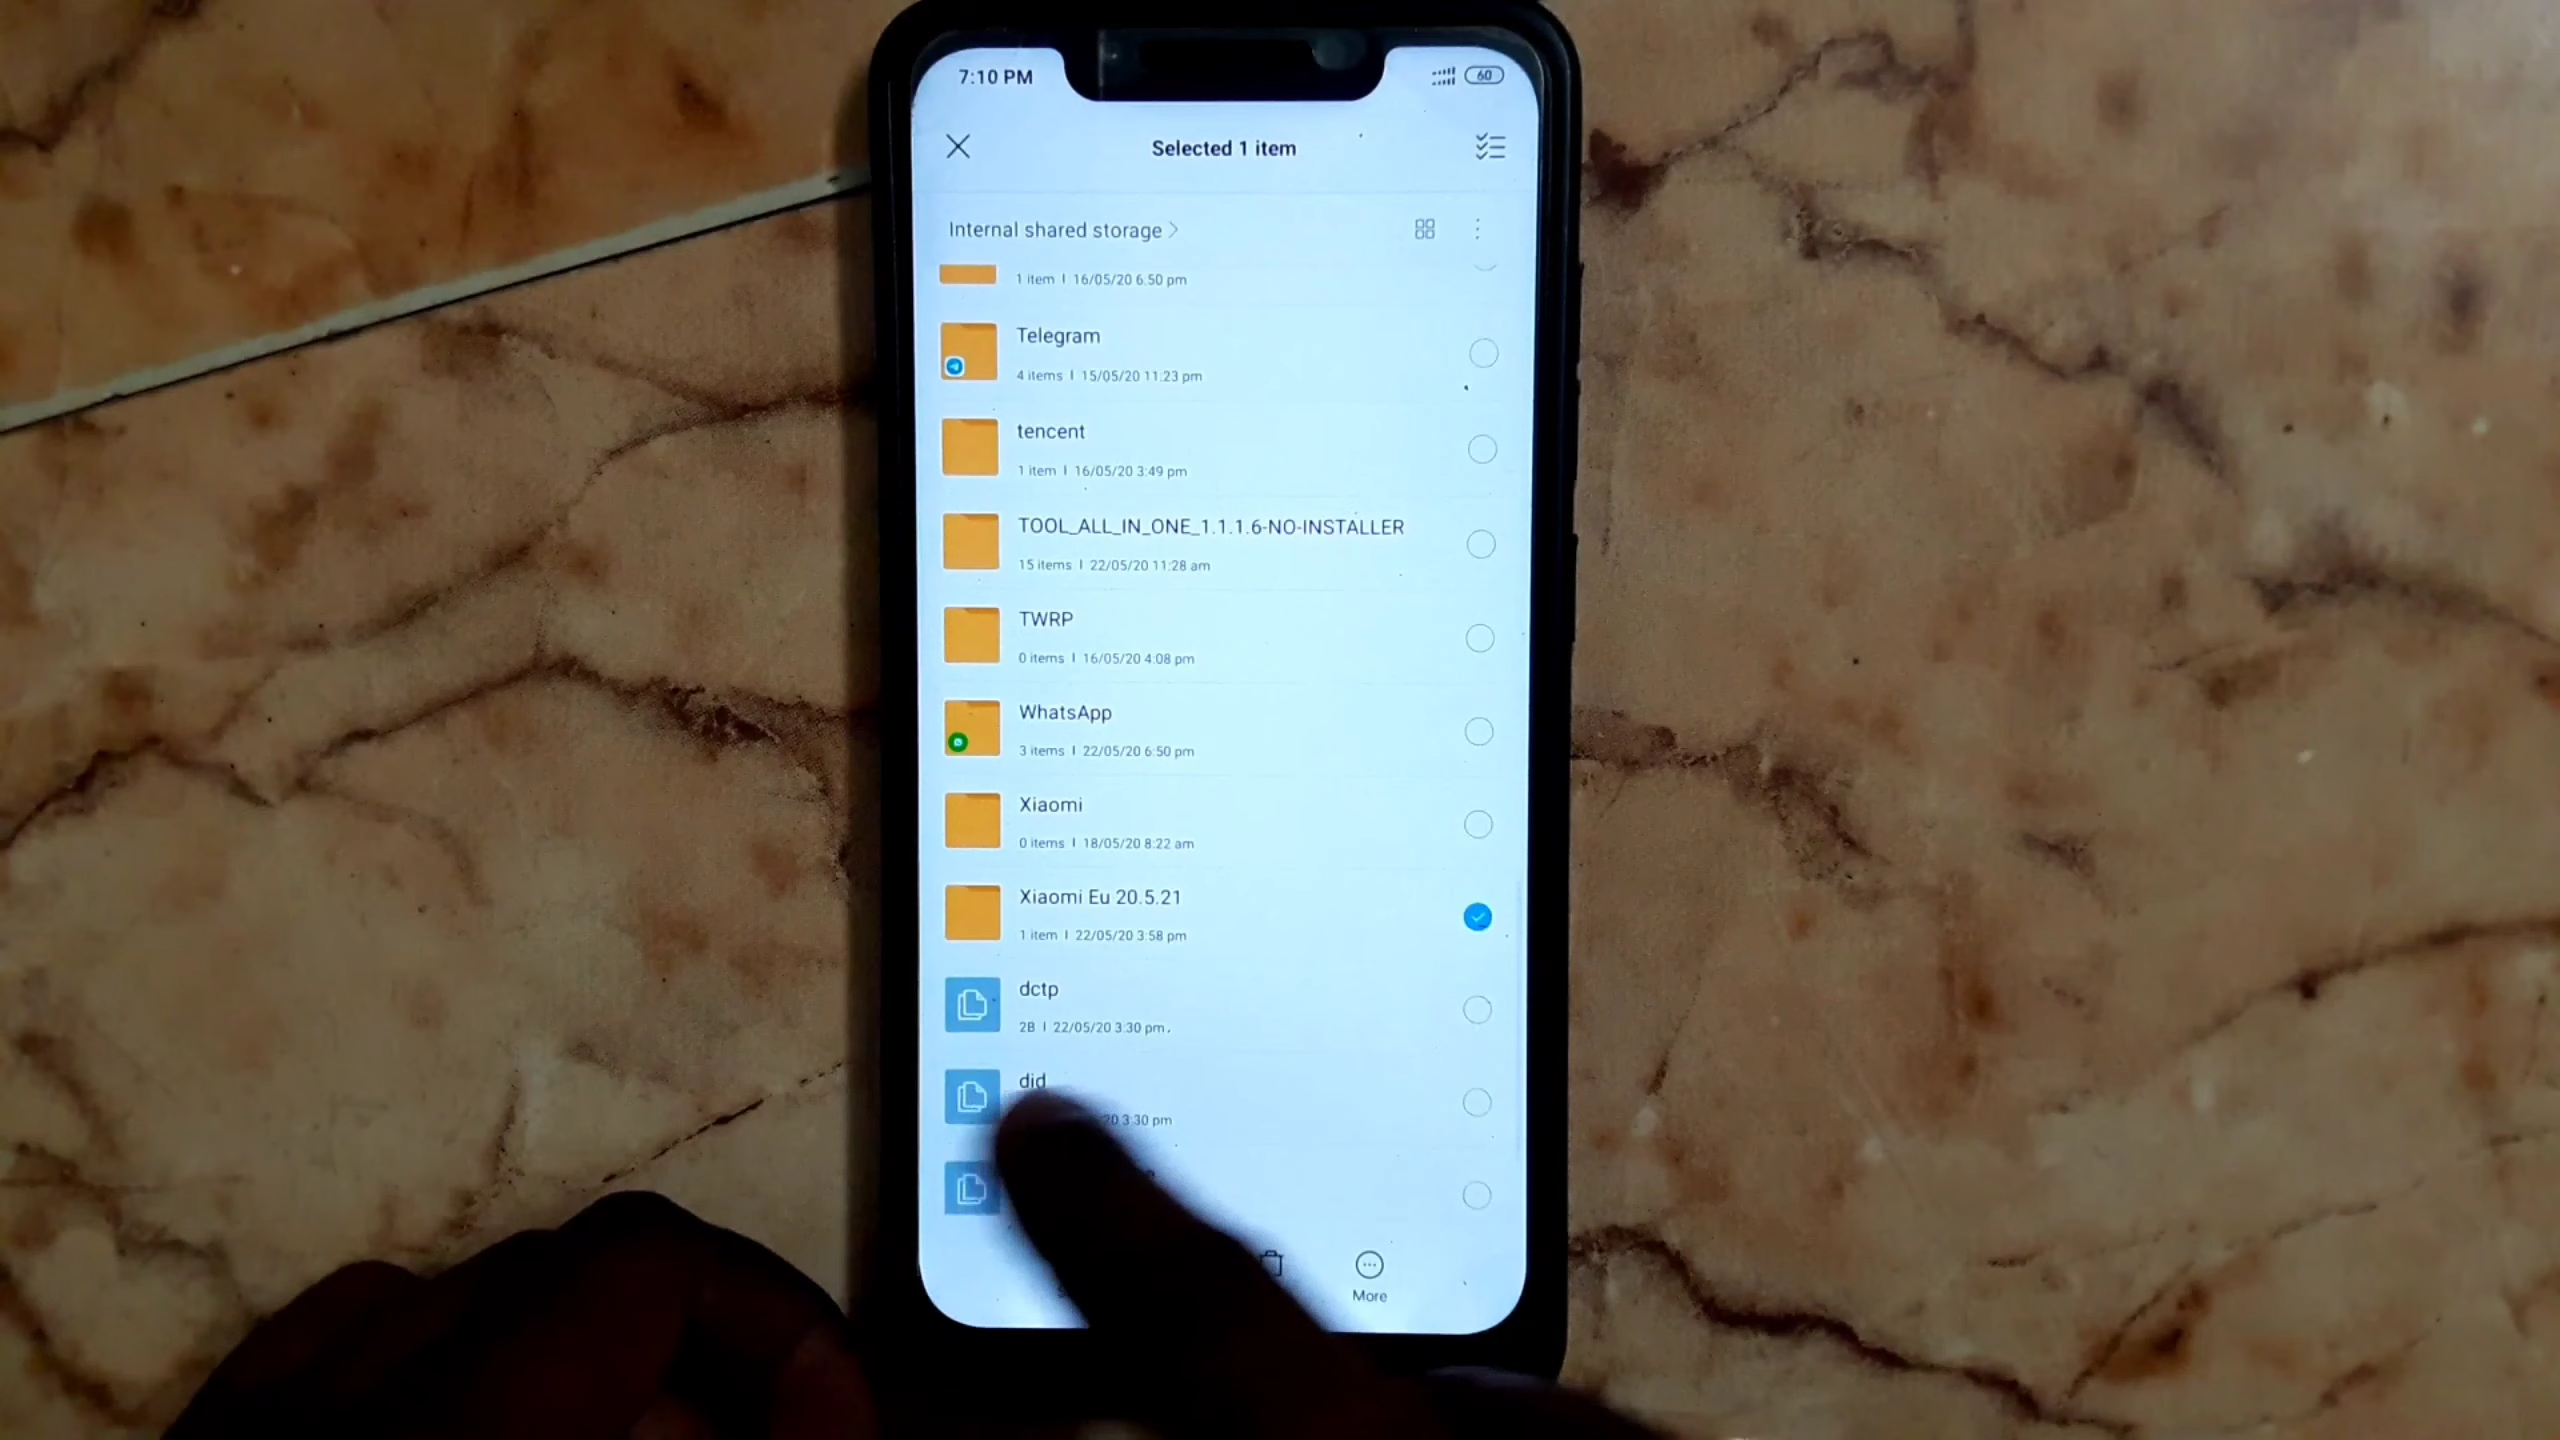 7:10 PM
60
Selected 1 item
Internal shared storage
1 item | 16/05/20 6:50 pm
Telegram
4 items | 15/05/20 11:23 pm
tencent
1 item | 16/05/20 3:49 pm
TOOL_ALL_IN_ONE_1.1.1.6-NO-INSTALLER
15 items | 22/05/20 11:28 am
TWRP
0 items | 16/05/20 4:08 pm
WhatsApp
3 items | 22/05/20 6:50 pm
Xiaomi
0 items | 18/05/20 8:22 am
Xiaomi Eu 20.5.21
1 item | 22/05/20 3:58 pm
dctp
2B | 22/05/20 3:30 pm
did
20 3:30 pm
More